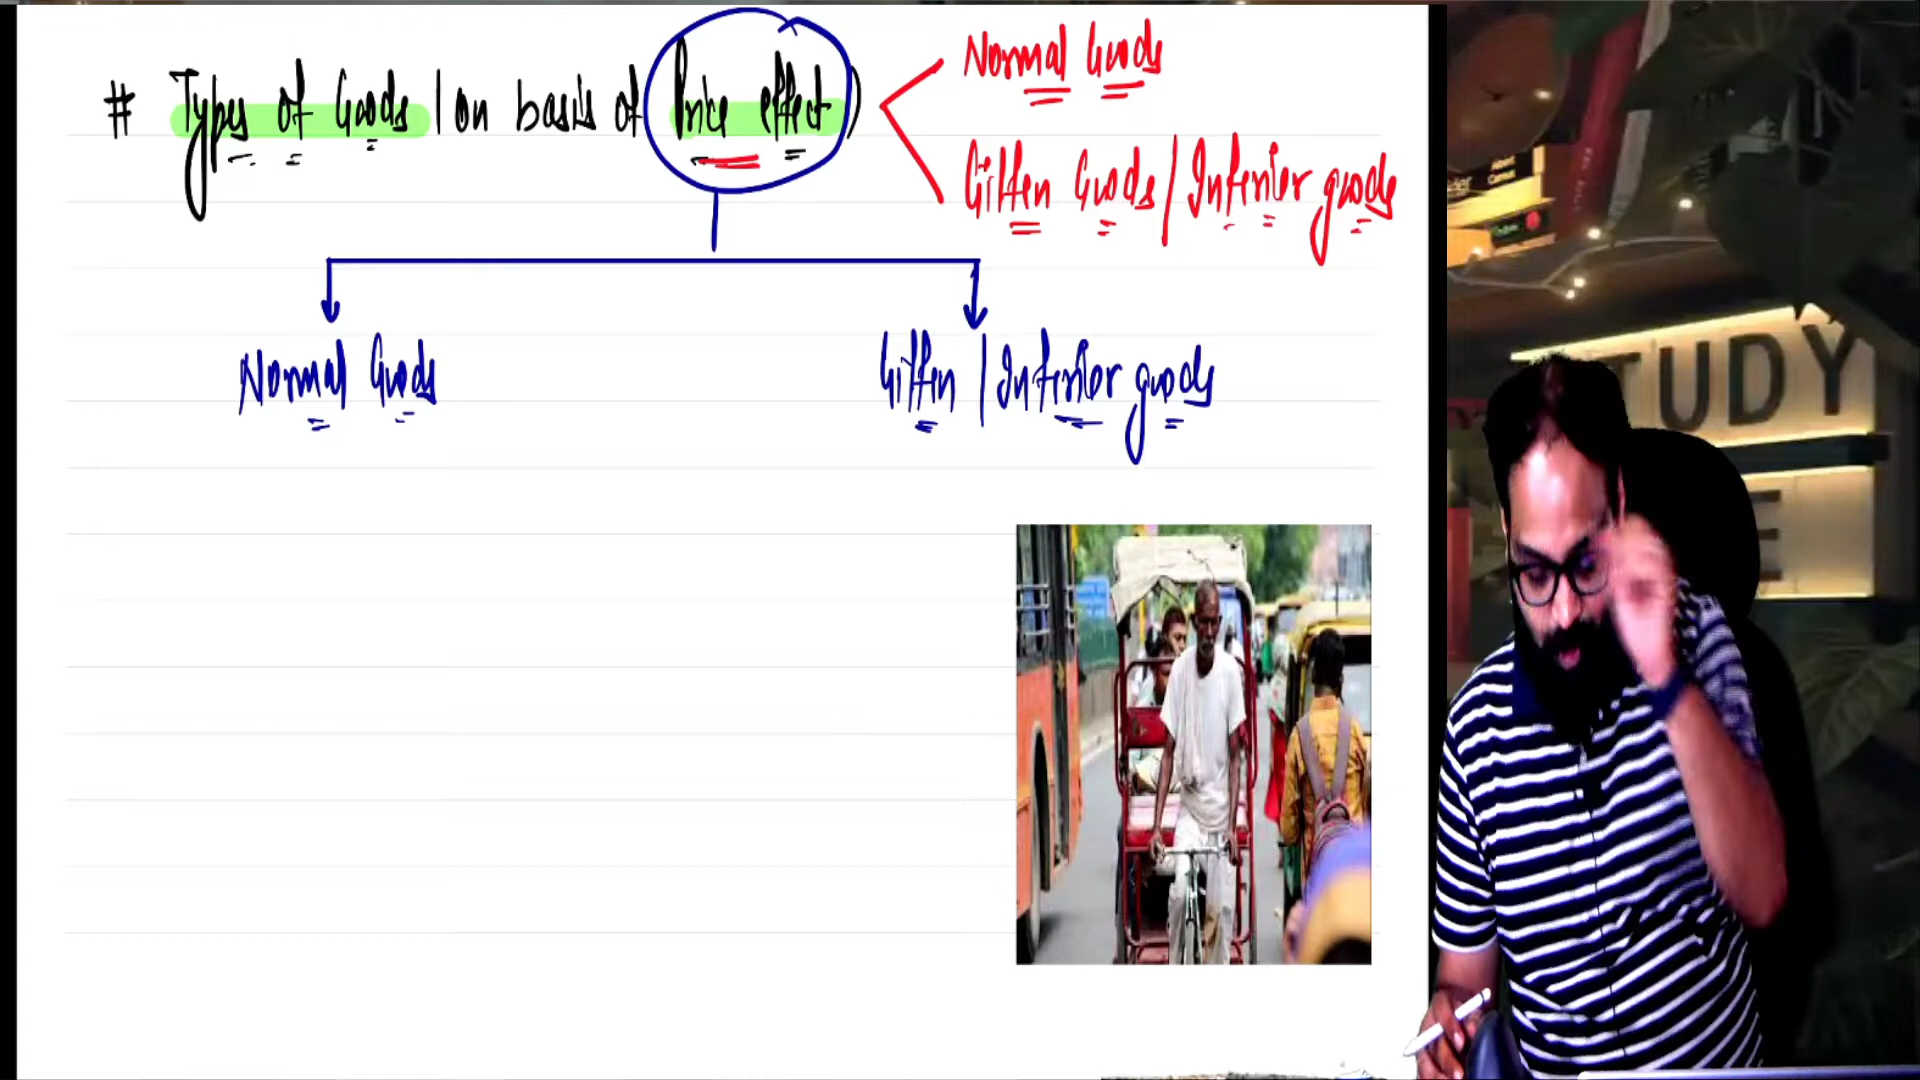 # Types of Goods (on basis of Price effect)
Normal Goods
Giffen Goods / Inferior goods
Normal Goods
Giffen / Inferior goods
STUDY